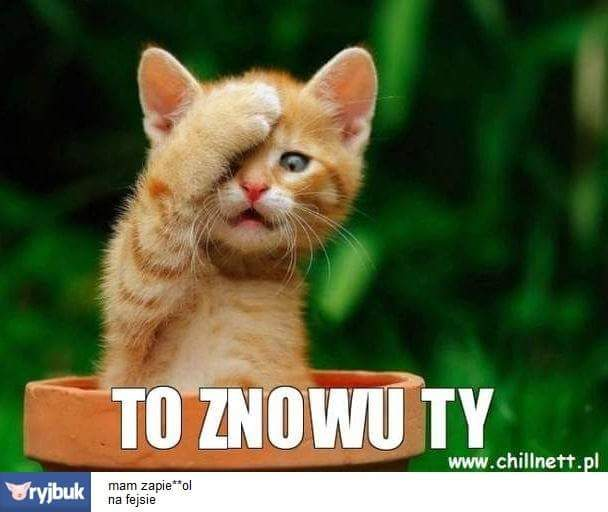 TO ZNOWU TY
www.chillnett.pl
ryjbuk
mam zapie**ol
na fejsie